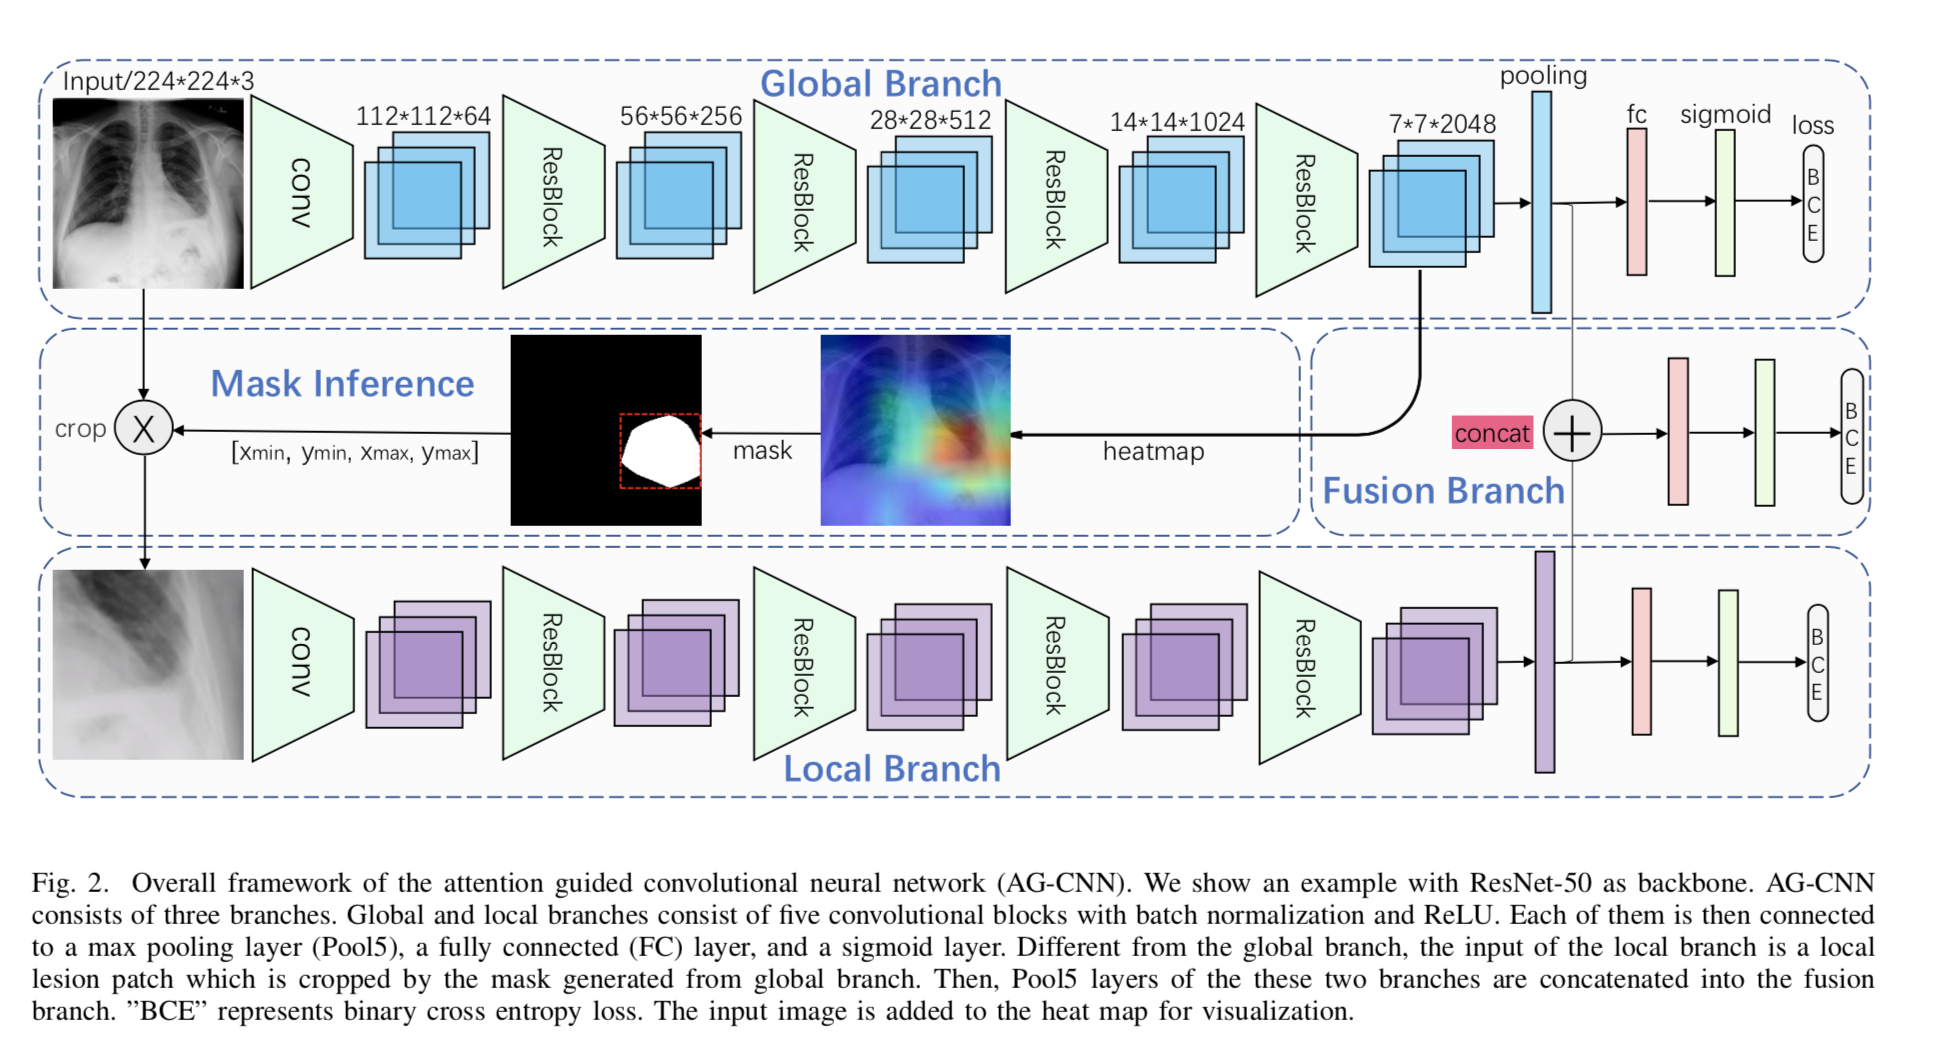 Input/224*224*3
Global Branch
pooling
112*112*64
56*56*256
28*28*512
14*14*1024
7*7*2048
fc
sigmoid
loss
conv
ResBlock
ResBlock
ResBlock
ResBlock
BCE
Mask Inference
crop
X
[xmin, ymin, xmax, ymax]
mask
heatmap
concat
+
Fusion Branch
BCE
conv
ResBlock
ResBlock
ResBlock
ResBlock
BCE
Local Branch
Fig. 2. Overall framework of the attention guided convolutional neural network (AG-CNN). We show an example with ResNet-50 as backbone. AG-CNN
consists of three branches. Global and local branches consist of five convolutional blocks with batch normalization and ReLU. Each of them is then connected
to a max pooling layer (Pool5), a fully connected (FC) layer, and a sigmoid layer. Different from the global branch, the input of the local branch is a local
lesion patch which is cropped by the mask generated from global branch. Then, Pool5 layers of the these two branches are concatenated into the fusion
branch. ”BCE” represents binary cross entropy loss. The input image is added to the heat map for visualization.